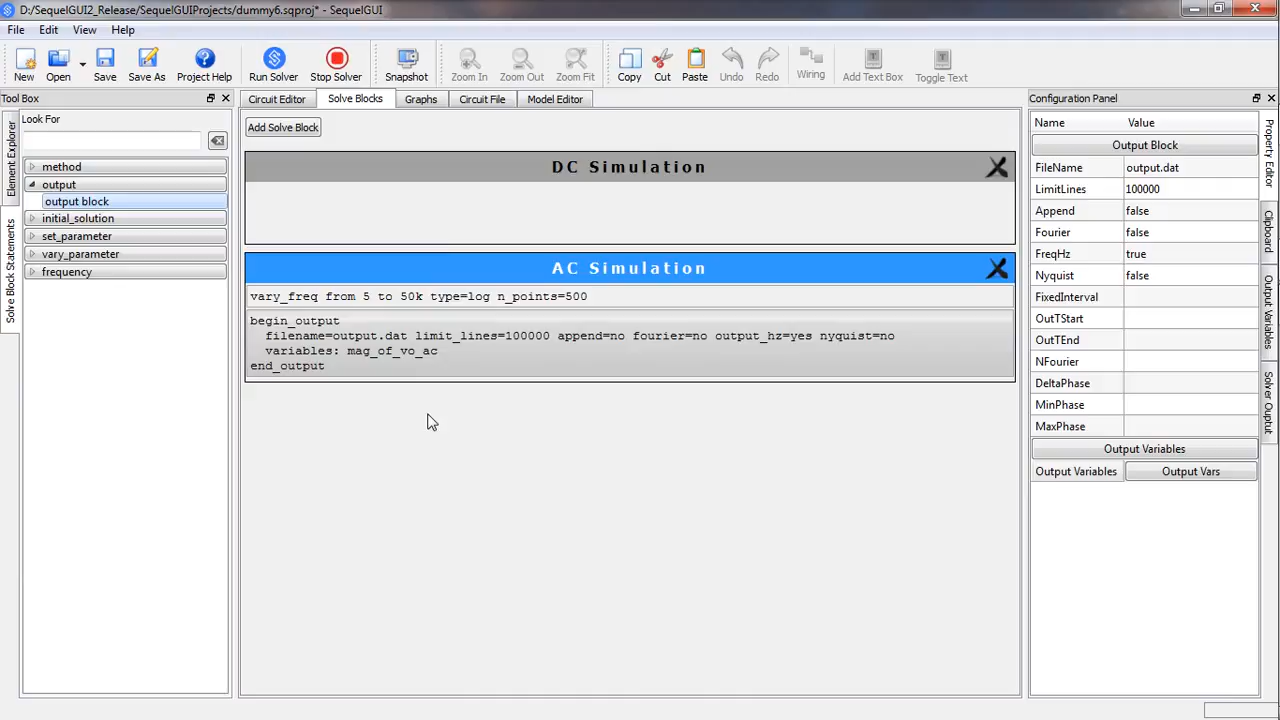 D:/SequelGUI2_Release/SequelGUIProjects/dummy6.sqproj* - SequelGUI
File Edit View Help
New Open Save Save As Project Help Run Solver Stop Solver Snapshot Zoom In Zoom Out Zoom Fit Copy Cut Paste Undo Redo Wiring Add Text Box Toggle Text
Tool Box
Look For
method
output
output block
initial_solution
set_parameter
vary_parameter
frequency
Element Explorer
Solve Block Statements
Circuit Editor Solve Blocks Graphs Circuit File Model Editor
Add Solve Block
DC Simulation
AC Simulation
vary_freq from 5 to 50k type=log n_points=500
begin_output
filename=output.dat limit_lines=100000 append=no fourier=no output_hz=yes nyquist=no
variables: mag_of_vo_ac
end_output
Configuration Panel
Name Value
Output Block
FileName output.dat
LimitLines 100000
Append false
Fourier false
FreqHz true
Nyquist false
FixedInterval
OutTStart
OutTEnd
NFourier
DeltaPhase
MinPhase
MaxPhase
Output Variables
Output Variables Output Vars
Property Editor
Clipboard
Output Variables
Solver Ouptut